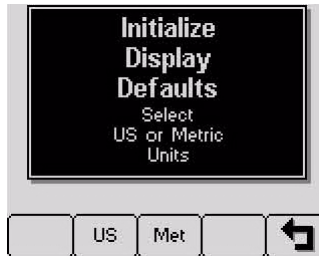 Initialize
Display
Defaults
Select
US or Metric
Units
US Met